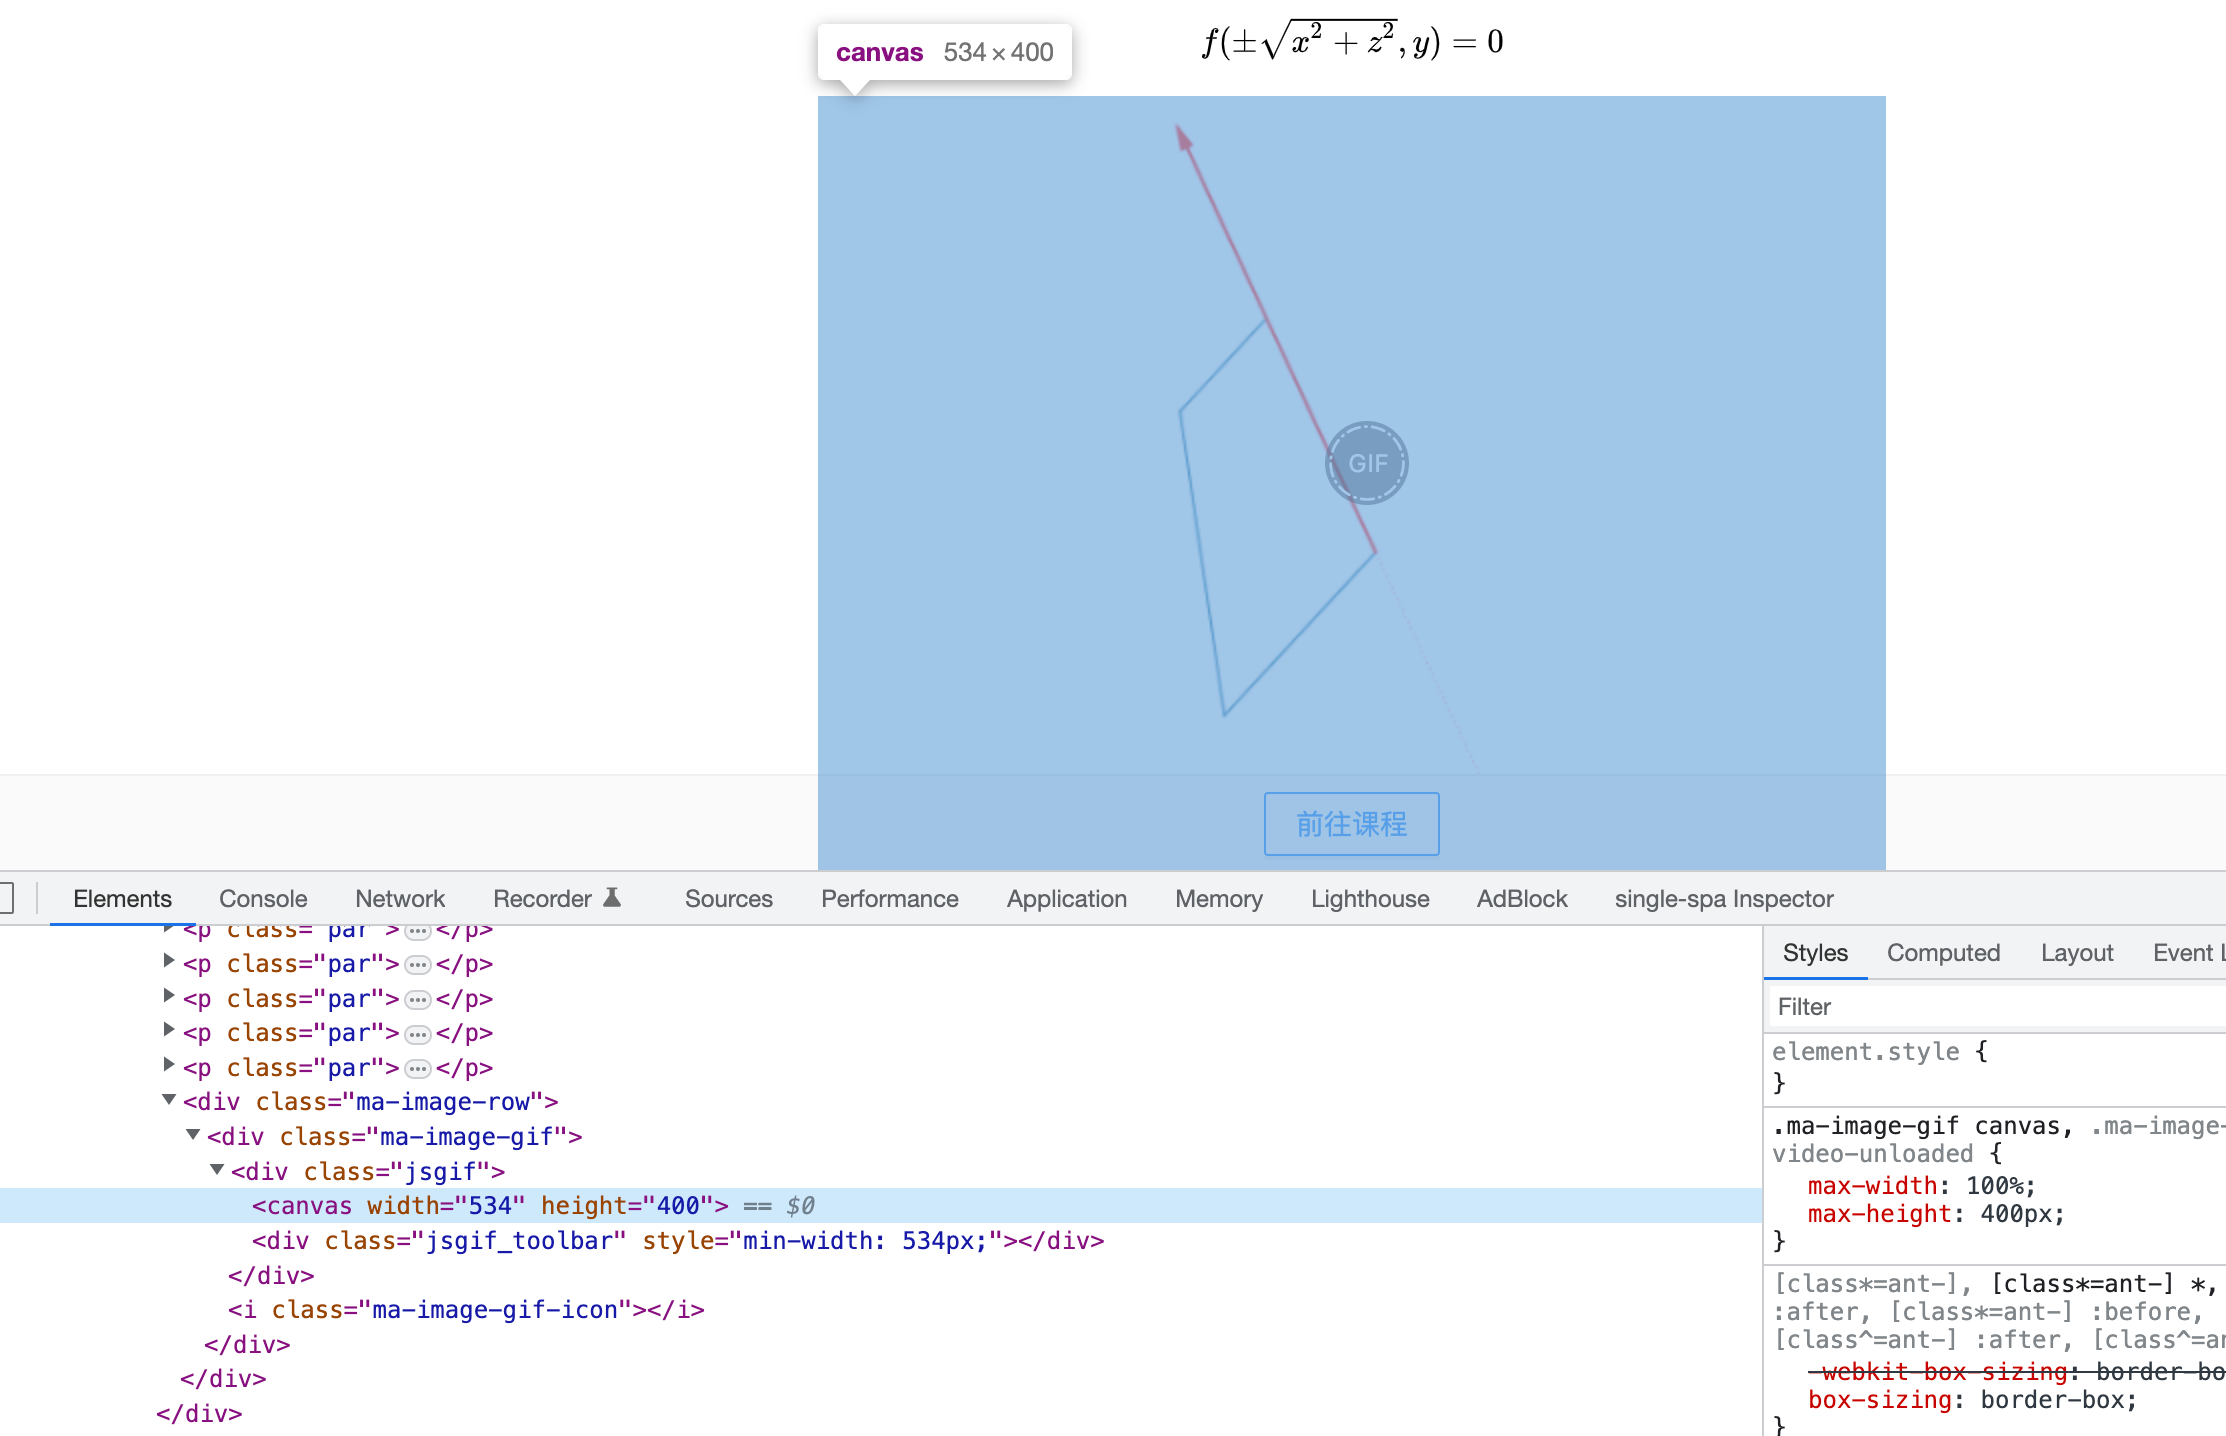 f(±√x² + z², y) = 0
canvas 534 × 400
GIF
前往课程
Elements Console Network Recorder Sources Performance Application Memory Lighthouse AdBlock single-spa Inspector
<p class="par">…</p>
<p class="par">…</p>
<p class="par">…</p>
<p class="par">…</p>
<p class="par">…</p>
<div class="ma-image-row">
<div class="ma-image-gif">
<div class="jsgif">
<canvas width="534" height="400"> == $0
<div class="jsgif_toolbar" style="min-width: 534px;"></div>
</div>
<i class="ma-image-gif-icon"></i>
</div>
</div>
</div>
Styles Computed Layout Event L
Filter
element.style {
}
.ma-image-gif canvas, .ma-image-
video-unloaded {
max-width: 100%;
max-height: 400px;
}
[class*=ant-], [class*=ant-] *,
:after, [class*=ant-] :before,
[class^=ant-] :after, [class^=an
-webkit-box-sizing: border-bo
box-sizing: border-box;
}